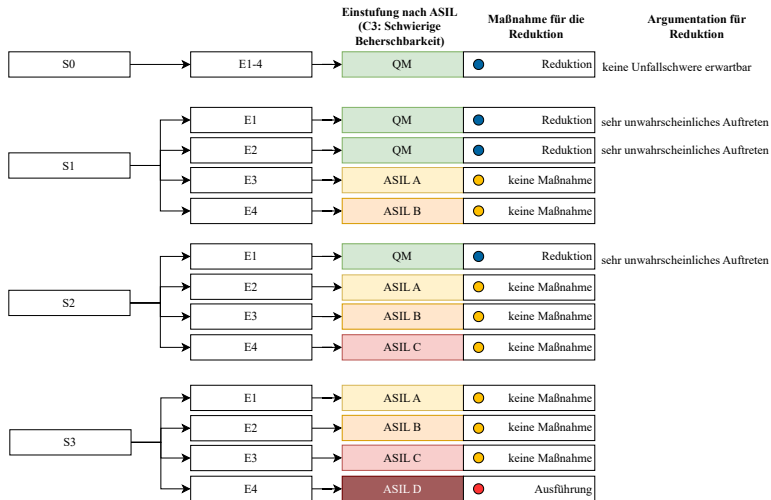 Einstufung nach ASIL
(C3: Schwierige
Beherschbarkeit)
Maßnahme für die
Reduktion
Argumentation für
Reduktion
S0
E1-4
QM
Reduktion
keine Unfallschwere erwartbar
S1
E1
QM
Reduktion
sehr unwahrscheinliches Auftreten
E2
QM
Reduktion
sehr unwahrscheinliches Auftreten
E3
ASIL A
keine Maßnahme
E4
ASIL B
keine Maßnahme
S2
E1
QM
Reduktion
sehr unwahrscheinliches Auftreten
E2
ASIL A
keine Maßnahme
E3
ASIL B
keine Maßnahme
E4
ASIL C
keine Maßnahme
S3
E1
ASIL A
keine Maßnahme
E2
ASIL B
keine Maßnahme
E3
ASIL C
keine Maßnahme
E4
ASIL D
Ausführung